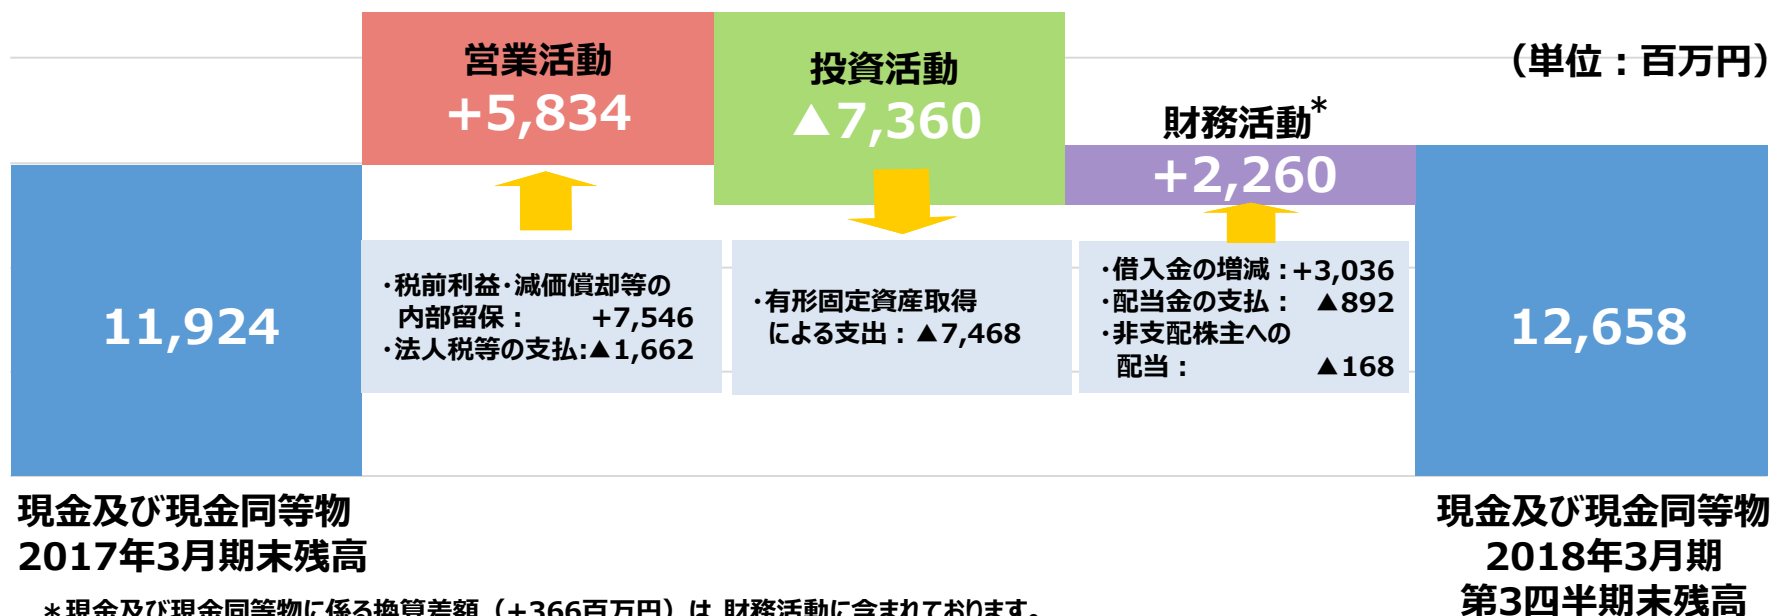 (単位：百万円)
営業活動
+5,834
投資活動
▲7,360
財務活動*
+2,260
11,924
・税前利益・減価償却等の
内部留保： +7,546
・法人税等の支払:▲1,662
・有形固定資産取得
による支出：▲7,468
・借入金の増減：+3,036
・配当金の支払： ▲892
・非支配株主への
配当： ▲168
12,658
現金及び現金同等物
2017年3月期末残高
現金及び現金同等物
2018年3月期
第3四半期末残高
＊現金及び現金同等物に係る換算差額（+366百万円）は、財務活動に含まれております。